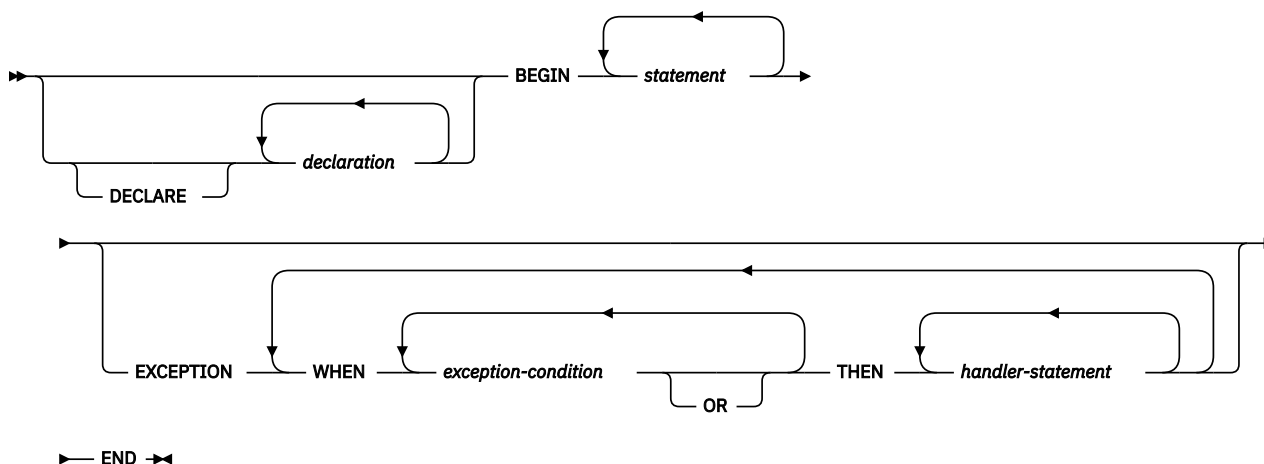 BEGIN statement
declaration
DECLARE
EXCEPTION WHEN exception-condition THEN handler-statement
OR
END